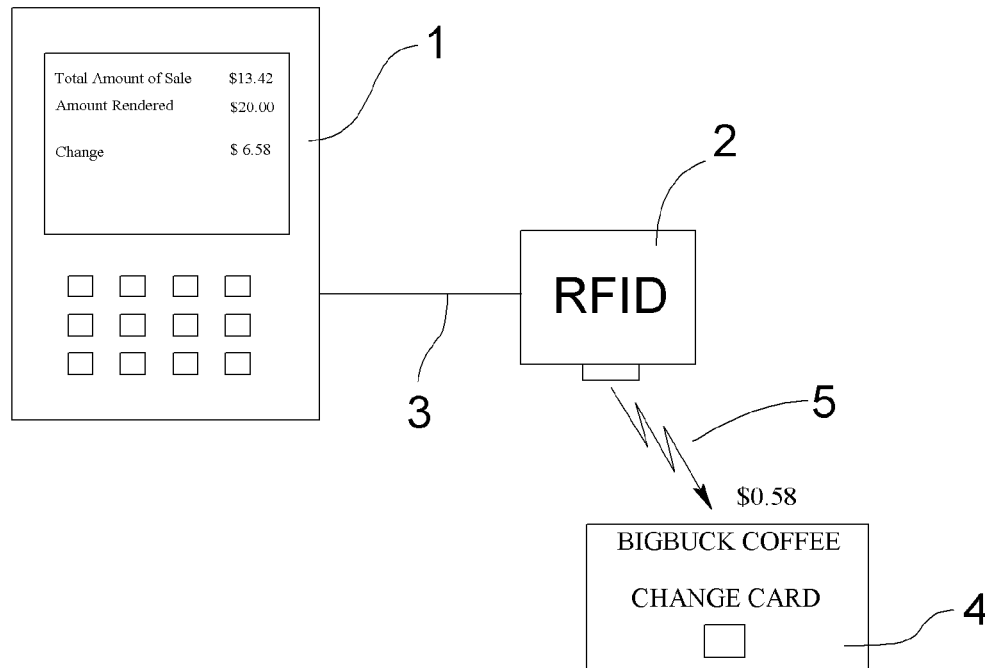 1
Total Amount of Sale $13.42
Amount Rendered $20.00
Change $ 6.58
2
RFID
3
5
$0.58
BIGBUCK COFFEE
CHANGE CARD
4